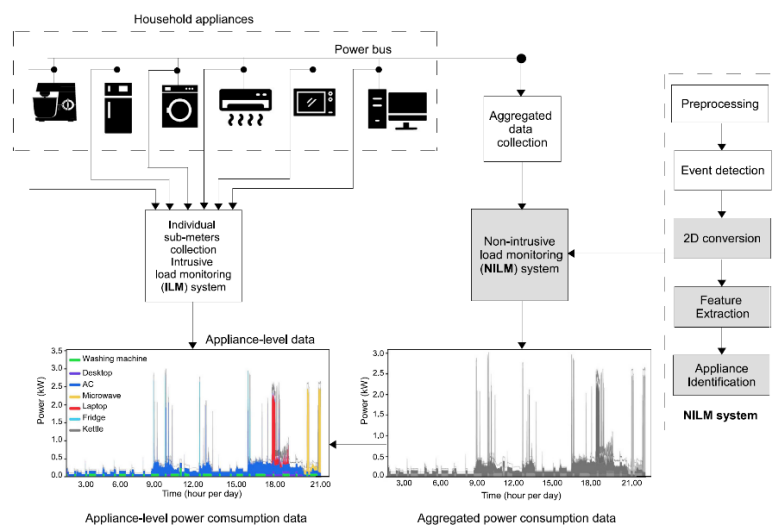 Household appliances
Power bus
Aggregated
data
collection
Preprocessing
Event detection
2D conversion
Feature
Extraction
Appliance
Identification
NILM system
Individual
sub-meters
collection
Intrusive
load monitoring
(ILM) system
Non-intrusive
load monitoring
(NILM) system
Appliance-level data
3.5
3.0
2.5
2.0
1.5
1.0
0.5
0.0
Power (kW)
Washing machine
Desktop
AC
Microwave
Laptop
Fridge
Kettle
3.00 6.00 9.00 12.00 15.00 18.00 21.00
Time (hour per day)
Appliance-level power comsumption data
3.0
2.5
2.0
1.5
1.0
0.5
0.0
Power (kW)
3.00 6.00 9.00 12.00 15.00 18.00 21.00
Time (hour per day)
Aggregated power consumption data